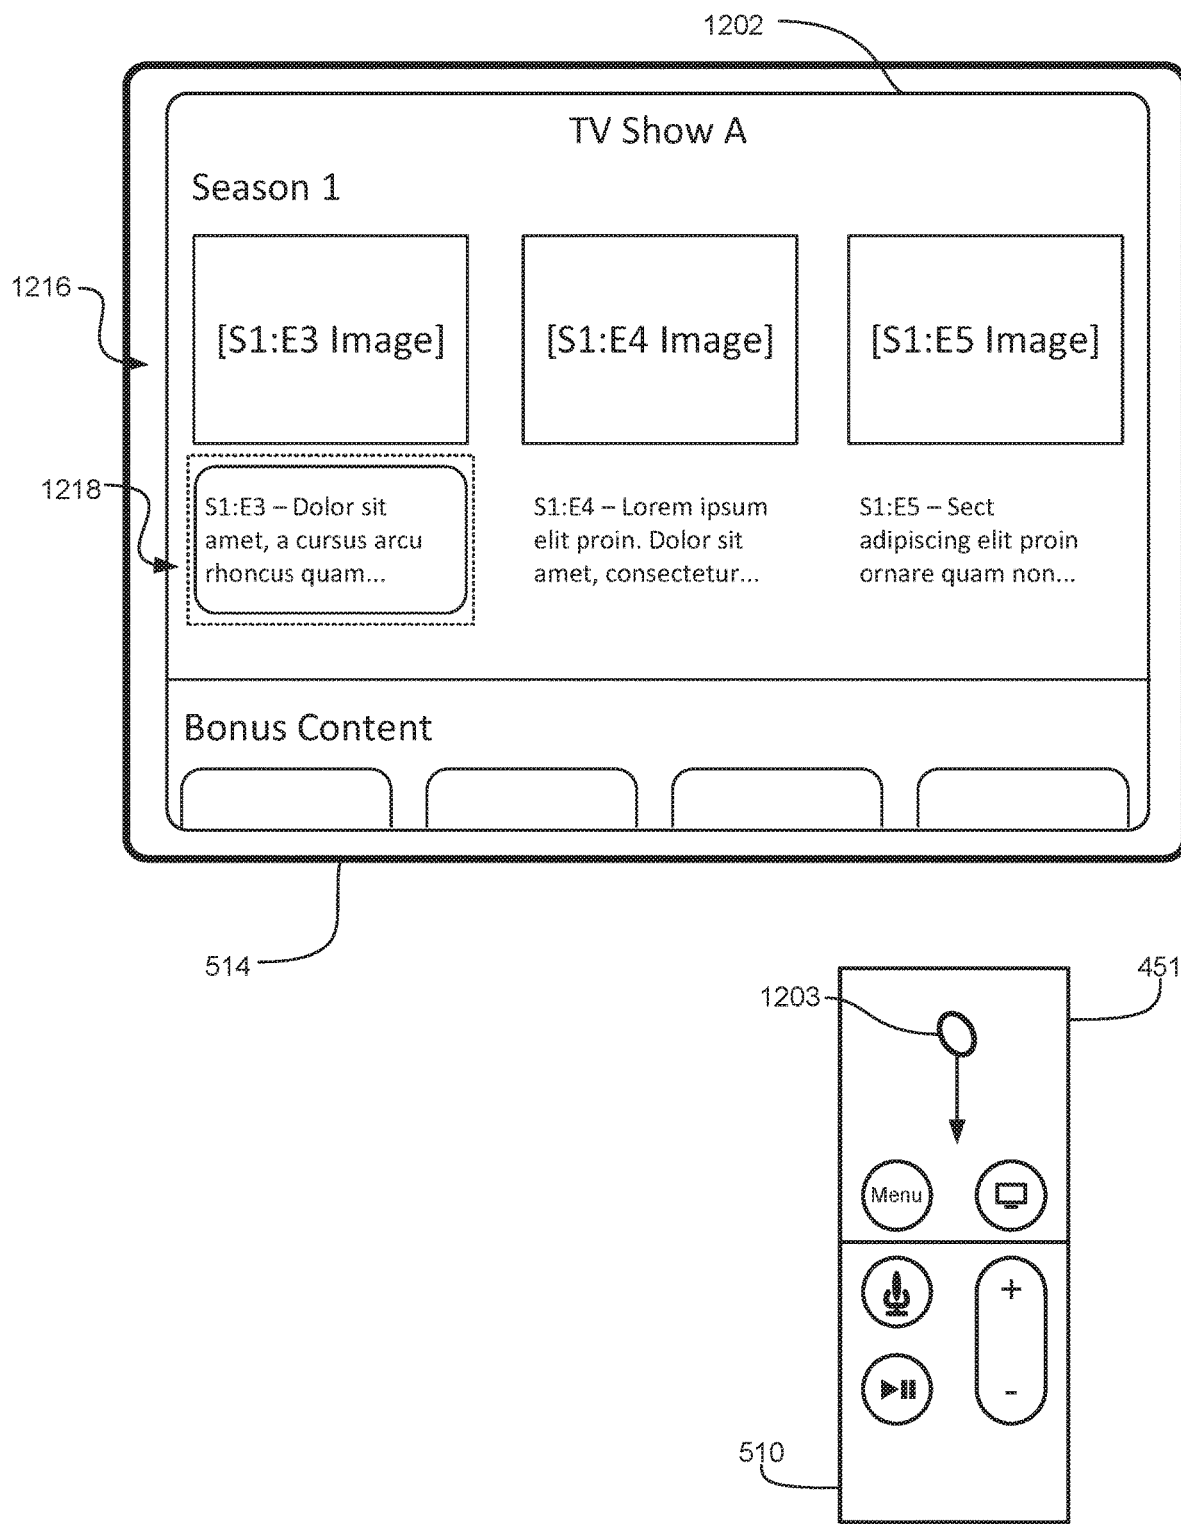 1202
TV Show A
Season 1
1216
[S1:E3 Image]
[S1:E4 Image]
[S1:E5 Image]
1218
S1:E3 – Dolor sit
amet, a cursus arcu
rhoncus quam...
S1:E4 – Lorem ipsum
elit proin. Dolor sit
amet, consectetur...
S1:E5 – Sect
adipiscing elit proin
ornare quam non...
Bonus Content
514
451
1203
Menu
+
-
510